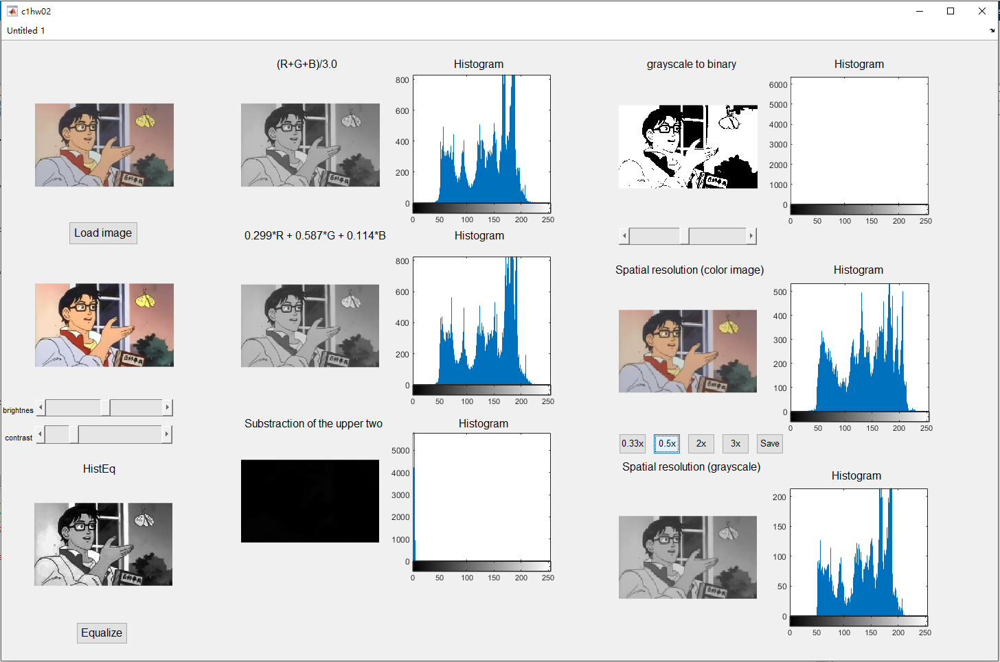 c1hw02
Untitled 1
(R+G+B)/3.0
Histogram
800
600
400
200
0
0 50 100 150 200 250
Load image
0.299*R + 0.587*G + 0.114*B
Histogram
800
600
400
200
0
0 50 100 150 200 250
brightnes
contrast
Substraction of the upper two
Histogram
5000
4000
3000
2000
1000
0
0 50 100 150 200 250
HistEq
Equalize
grayscale to binary
Histogram
6000
5000
4000
3000
2000
1000
0
0 50 100 150 200 250
Spatial resolution (color image)
Histogram
500
400
300
200
100
0
0 50 100 150 200 250
0.33x 0.5x 2x 3x Save
Spatial resolution (grayscale)
Histogram
200
150
100
50
0
0 50 100 150 200 250